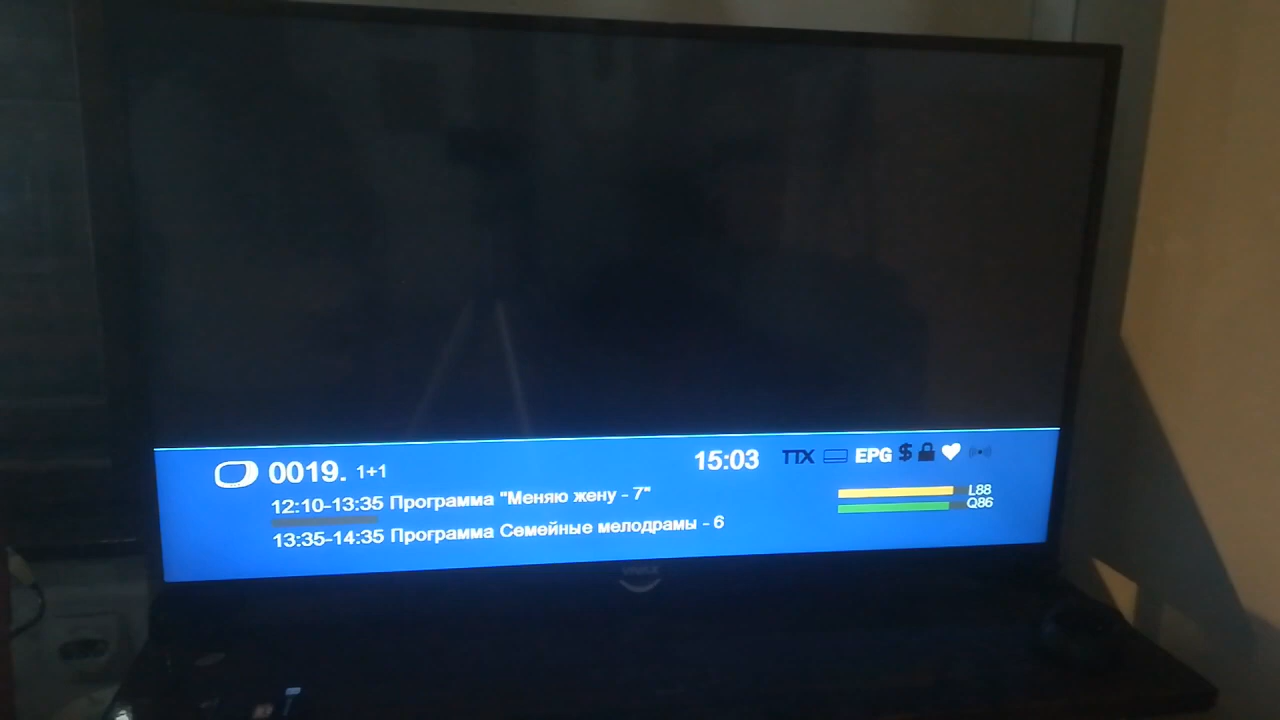 0019. 1+1
15:03 TTX EPG $
12:10-13:35 Программа "Меняю жену - 7"
L88
Q86
13:35-14:35 Программа Семейные мелодрамы - 6